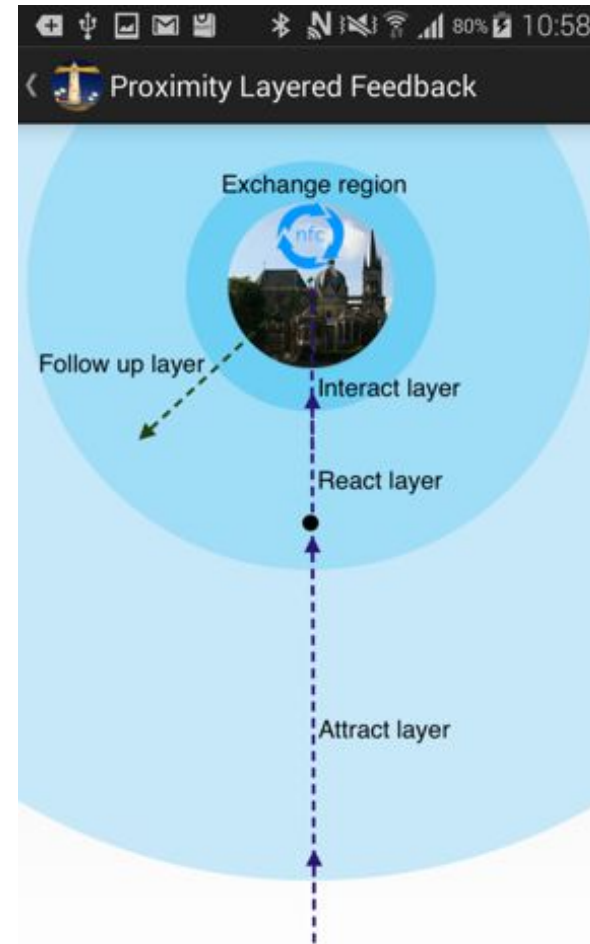 80% 10:58
Proximity Layered Feedback
Exchange region
nfc
Follow up layer
Interact layer
React layer
Attract layer